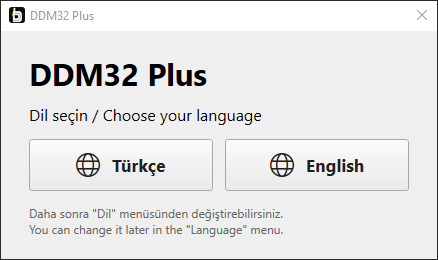 DDM32 Plus
DDM32 Plus
Dil seçin / Choose your language
Türkçe
English
Daha sonra "Dil" menüsünden değiştirebilirsiniz.
You can change it later in the "Language" menu.